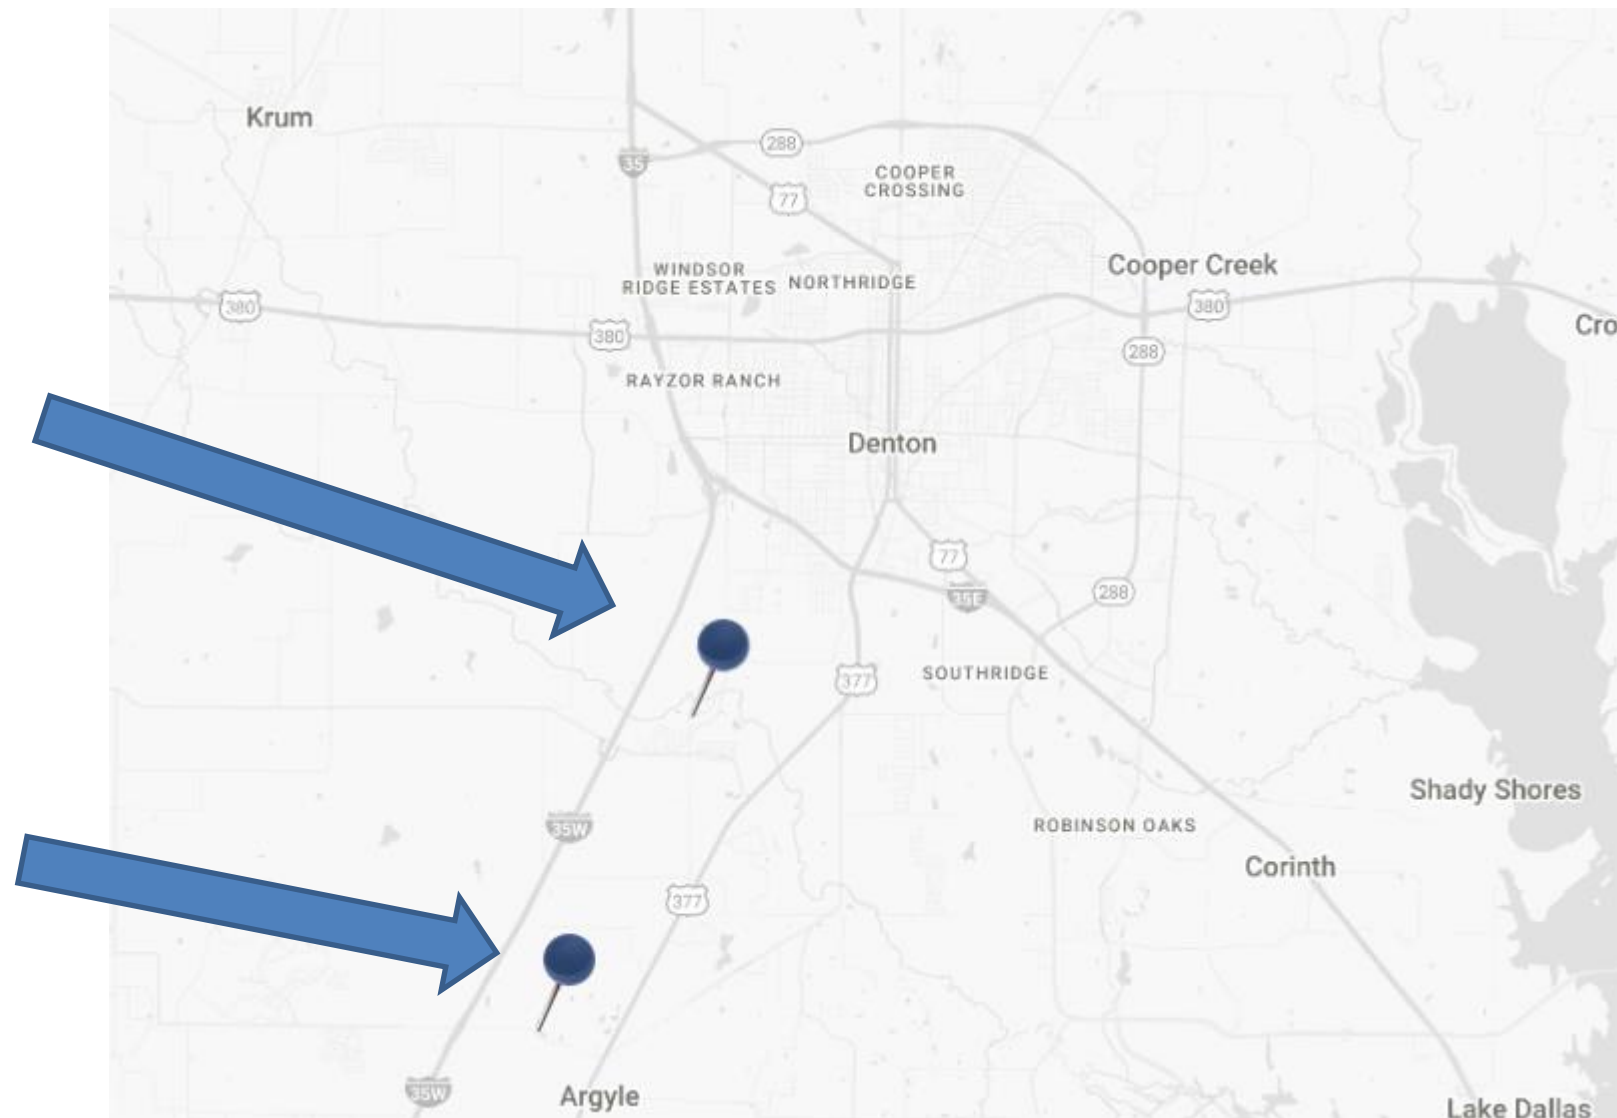 Krum
288
35
COOPER
CROSSING
77
WINDSOR
RIDGE ESTATES
NORTHRIDGE
Cooper Creek
380
380
380
Cro
288
RAYZOR RANCH
Denton
77
35E
288
377
SOUTHRIDGE
Shady Shores
35W
ROBINSON OAKS
Corinth
377
35W
Argyle
Lake Dallas